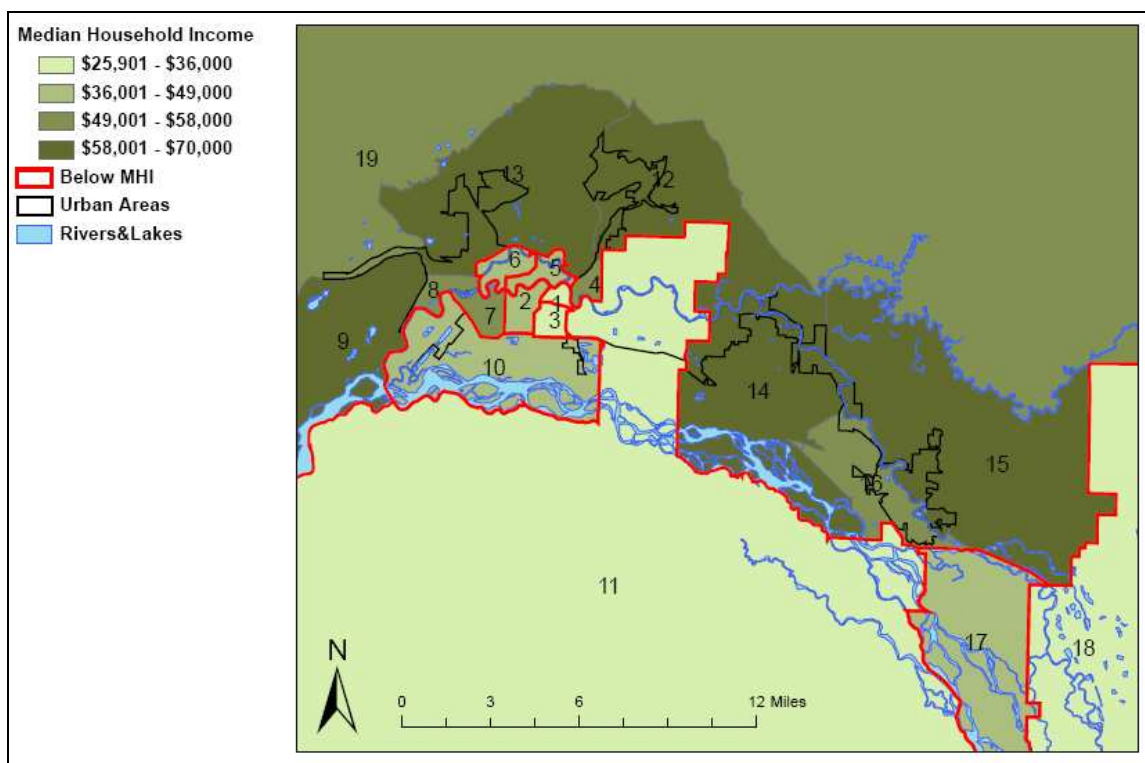 Median Household Income
$25,901 - $36,000
$36,001 - $49,000
$49,001 - $58,000
$58,001 - $70,000
Below MHI
Urban Areas
Rivers&Lakes
19
13
12
6
5
4
8
7
2
1
3
9
10
14
15
16
11
17
18
N
0 3 6 12 Miles